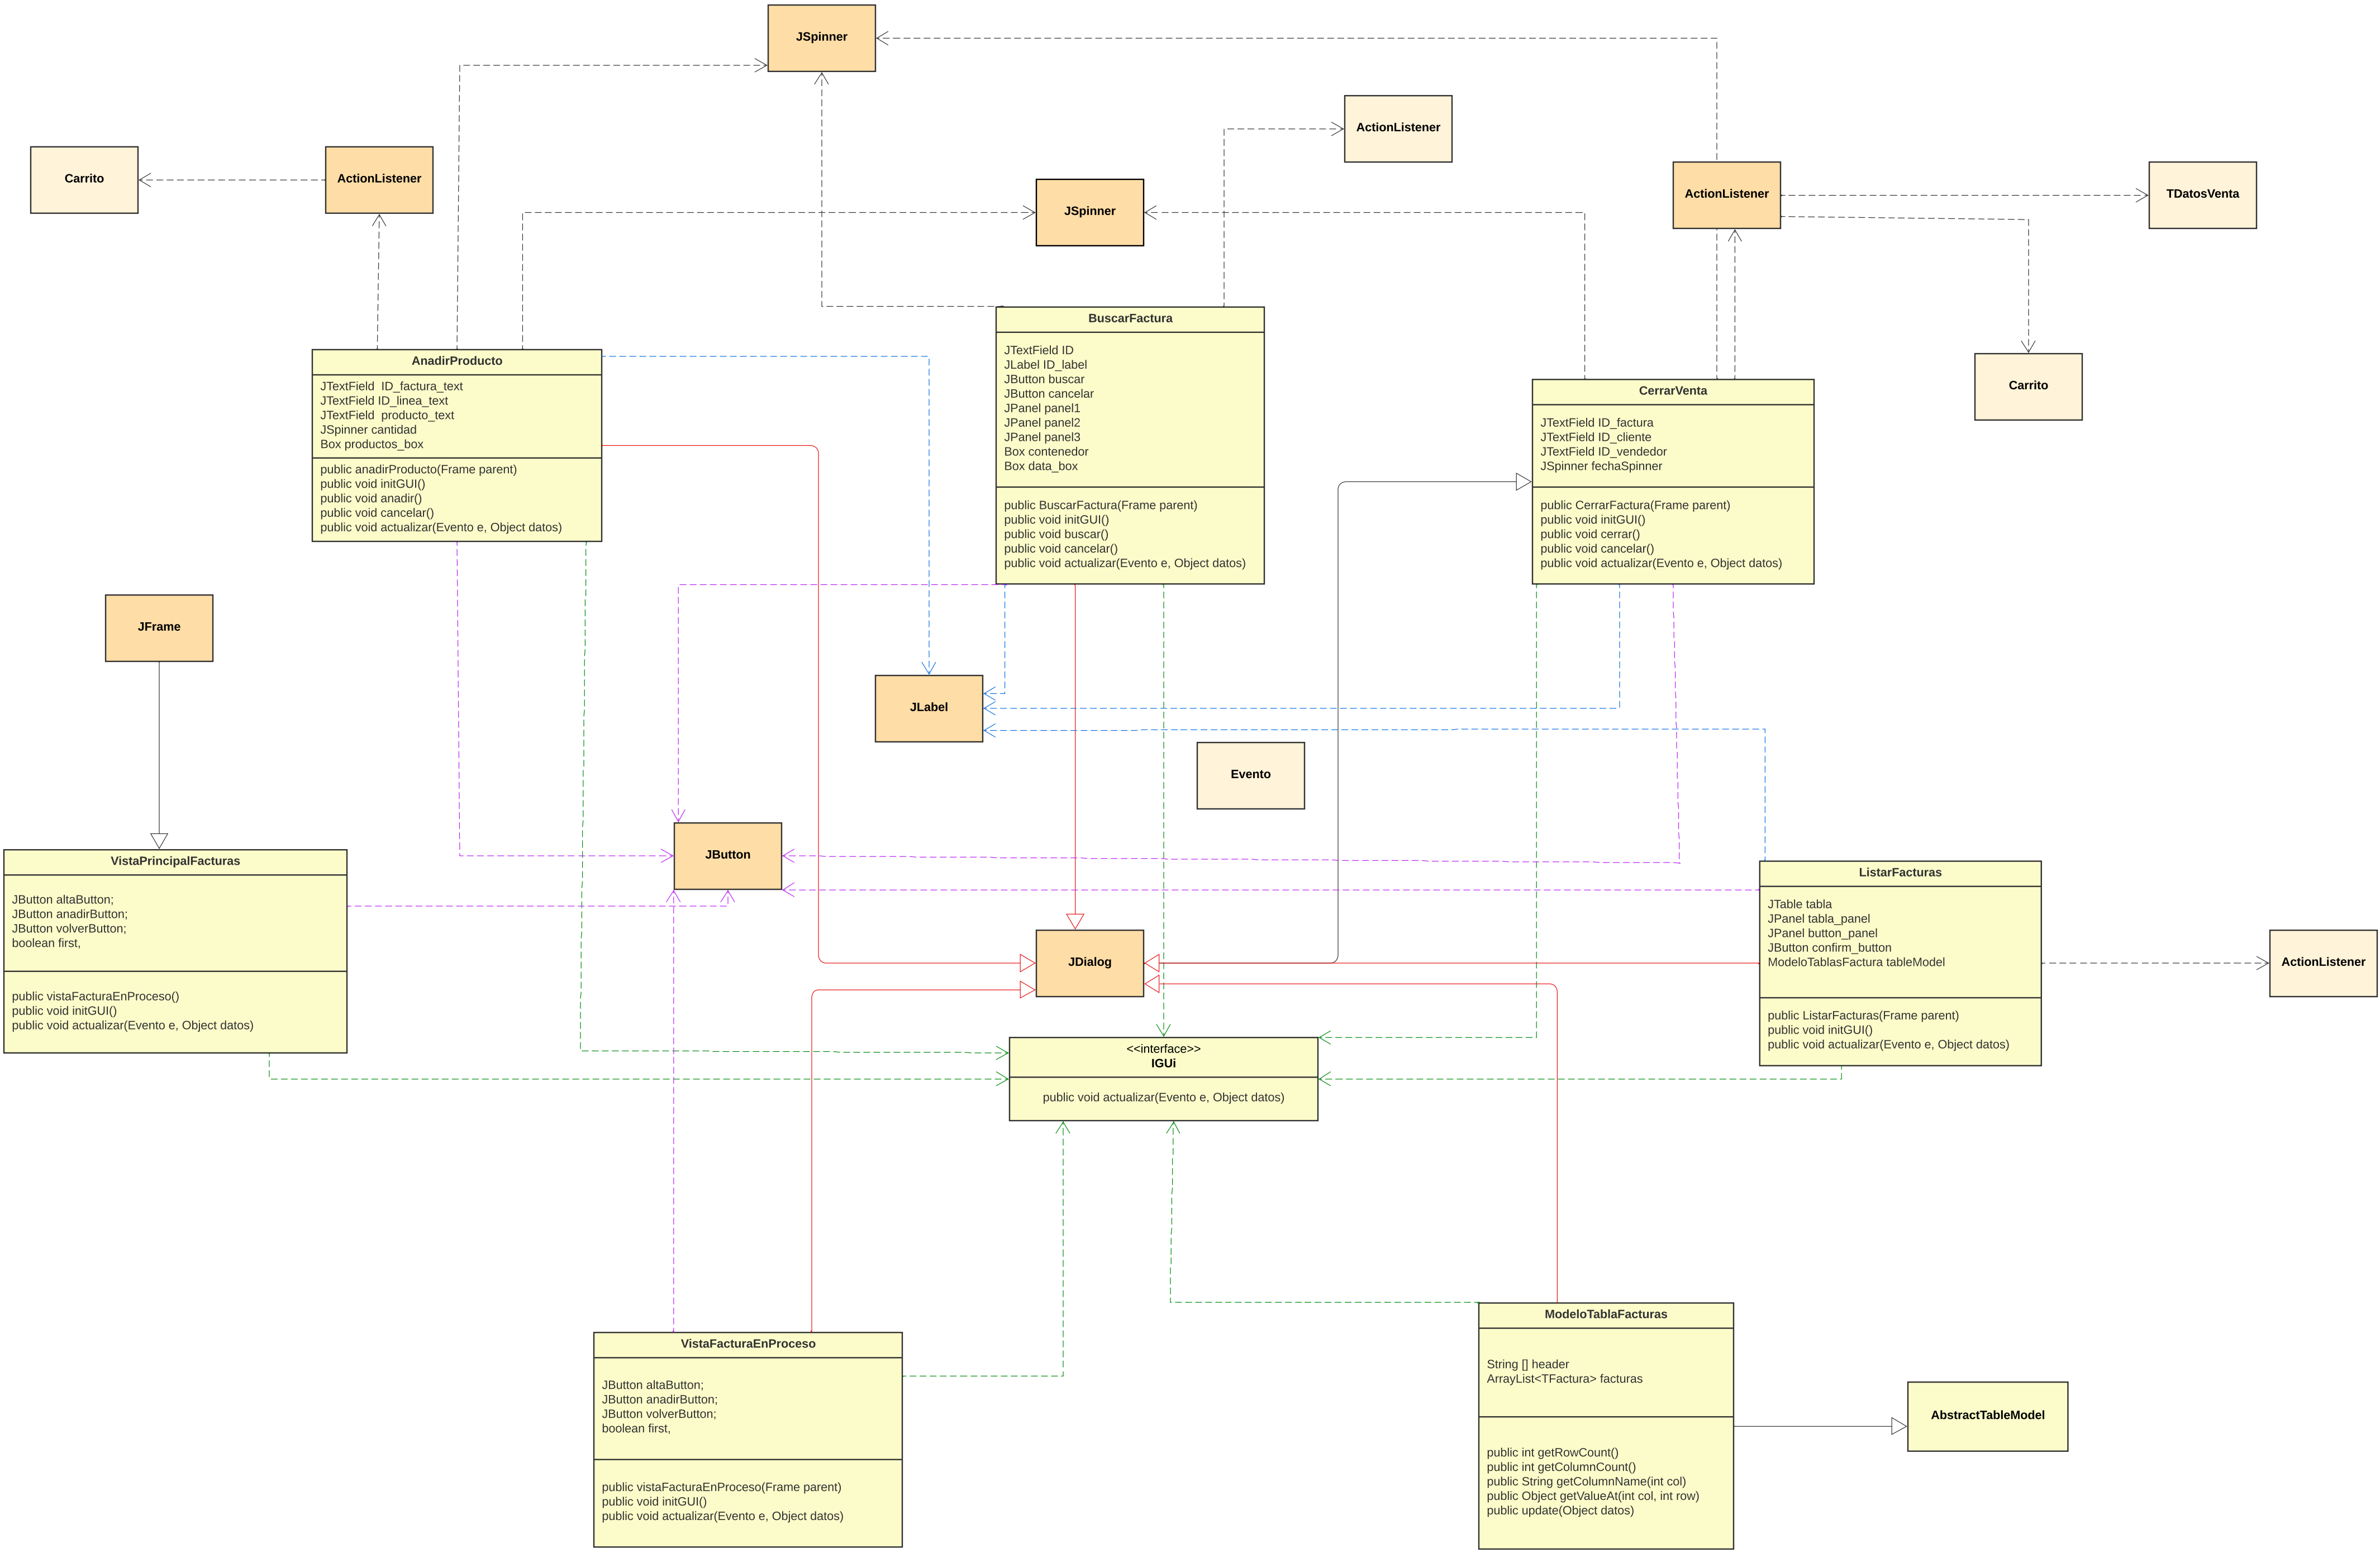 JSpinner
ActionListener
Carrito
ActionListener
JSpinner
ActionListener
TDatosVenta
Carrito
AnadirProducto
JTextField  ID_factura_text
JTextField ID_linea_text
JTextField  producto_text
JSpinner cantidad
Box productos_box
public anadirProducto(Frame parent)
public void initGUI()
public void anadir()
public void cancelar()
public void actualizar(Evento e, Object datos)
BuscarFactura
JTextField ID
JLabel ID_label
JButton buscar
JButton cancelar
JPanel panel1
JPanel panel2
JPanel panel3
Box contenedor
Box data_box
public BuscarFactura(Frame parent)
public void initGUI()
public void buscar()
public void cancelar()
public void actualizar(Evento e, Object datos)
CerrarVenta
JTextField ID_factura
JTextField ID_cliente
JTextField ID_vendedor
JSpinner fechaSpinner
public CerrarFactura(Frame parent)
public void initGUI()
public void cerrar()
public void cancelar()
public void actualizar(Evento e, Object datos)
JFrame
JLabel
Evento
JButton
VistaPrincipalFacturas
JButton altaButton;
JButton anadirButton;
JButton volverButton;
boolean first,
public vistaFacturaEnProceso()
public void initGUI()
public void actualizar(Evento e, Object datos)
JDialog
ListarFacturas
JTable tabla
JPanel tabla_panel
JPanel button_panel
JButton confirm_button
ModeloTablasFactura tableModel
public ListarFacturas(Frame parent)
public void initGUI()
public void actualizar(Evento e, Object datos)
ActionListener
<<interface>>
IGUi
public void actualizar(Evento e, Object datos)
VistaFacturaEnProceso
JButton altaButton;
JButton anadirButton;
JButton volverButton;
boolean first,
public vistaFacturaEnProceso(Frame parent)
public void initGUI()
public void actualizar(Evento e, Object datos)
ModeloTablaFacturas
String [] header
ArrayList<TFactura> facturas
public int getRowCount()
public int getColumnCount()
public String getColumnName(int col)
public Object getValueAt(int col, int row)
public update(Object datos)
AbstractTableModel